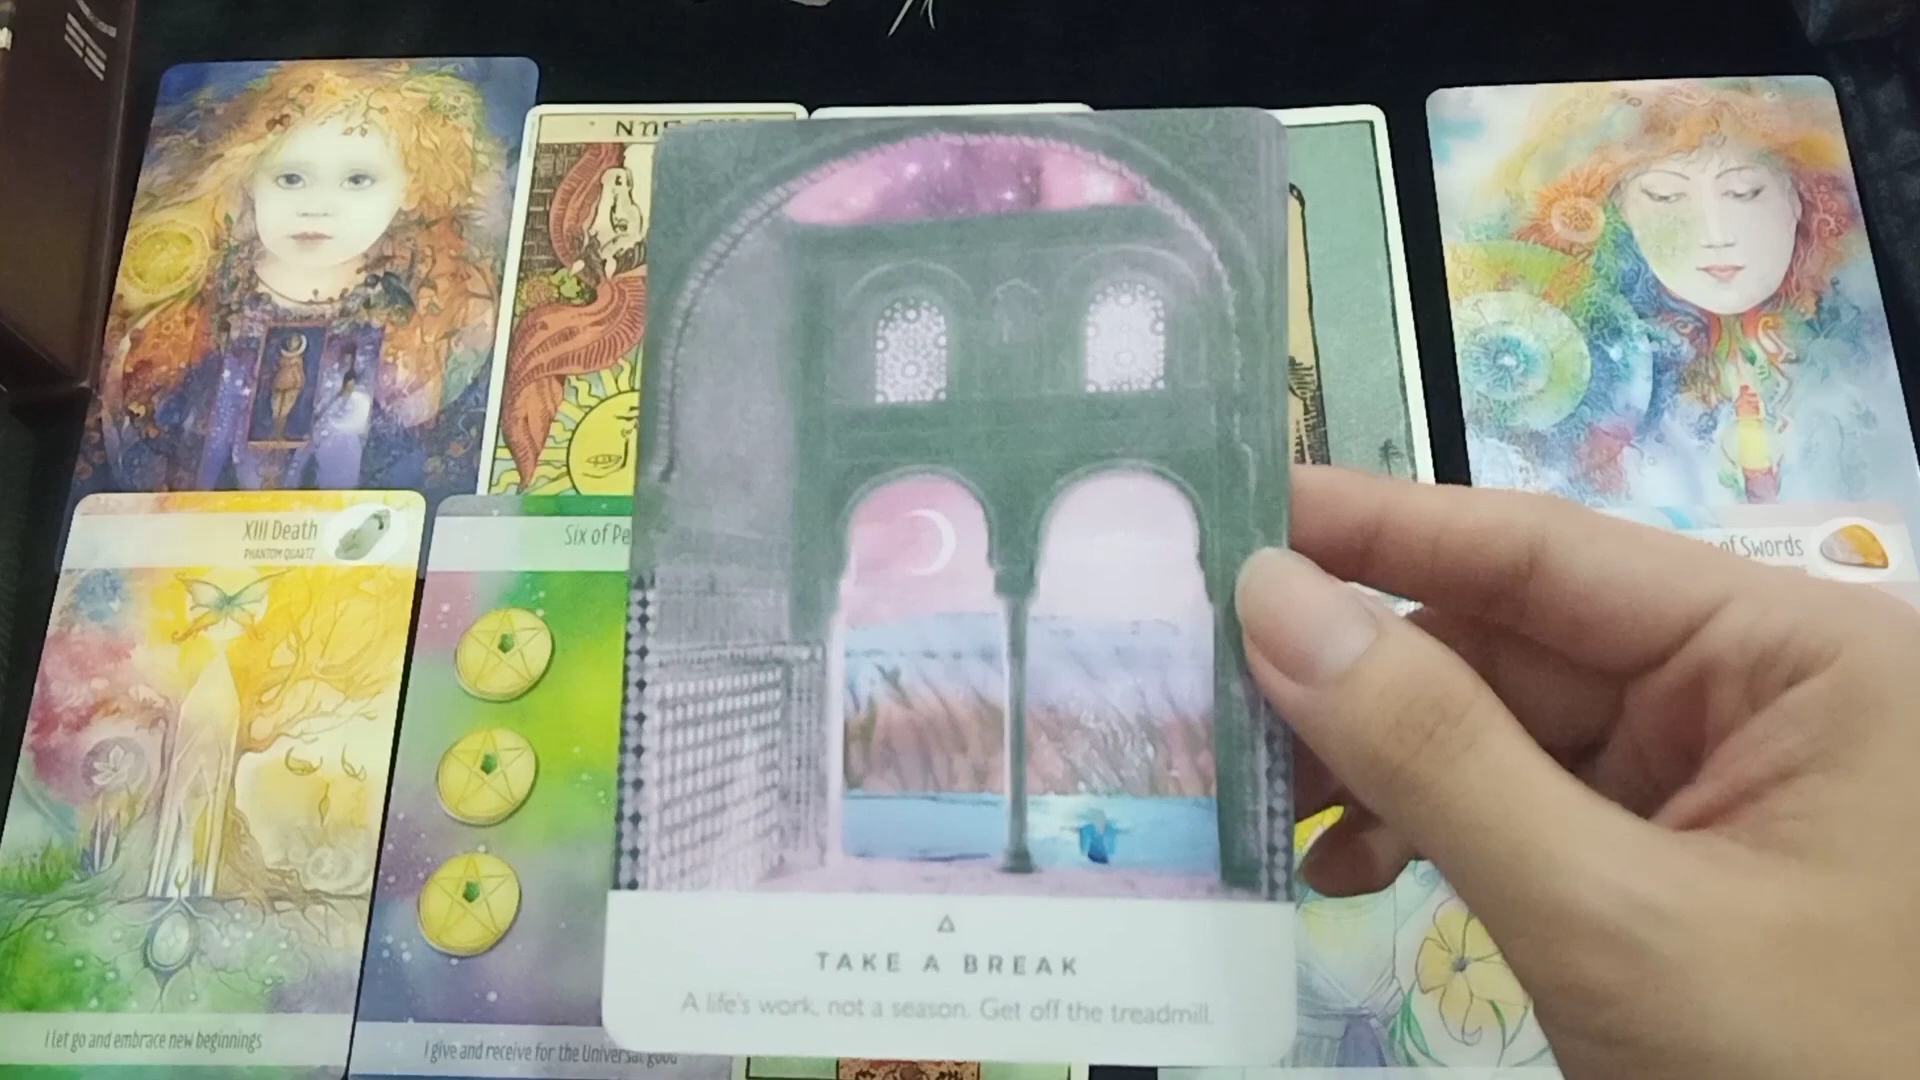 XIII Death
PHANTOM QUARTZ
Six of
of Swords
TAKE A BREAK
A life's work, not a season. Get off the treadmill.
I let go and embrace new beginnings
I give and receive for the Universal good